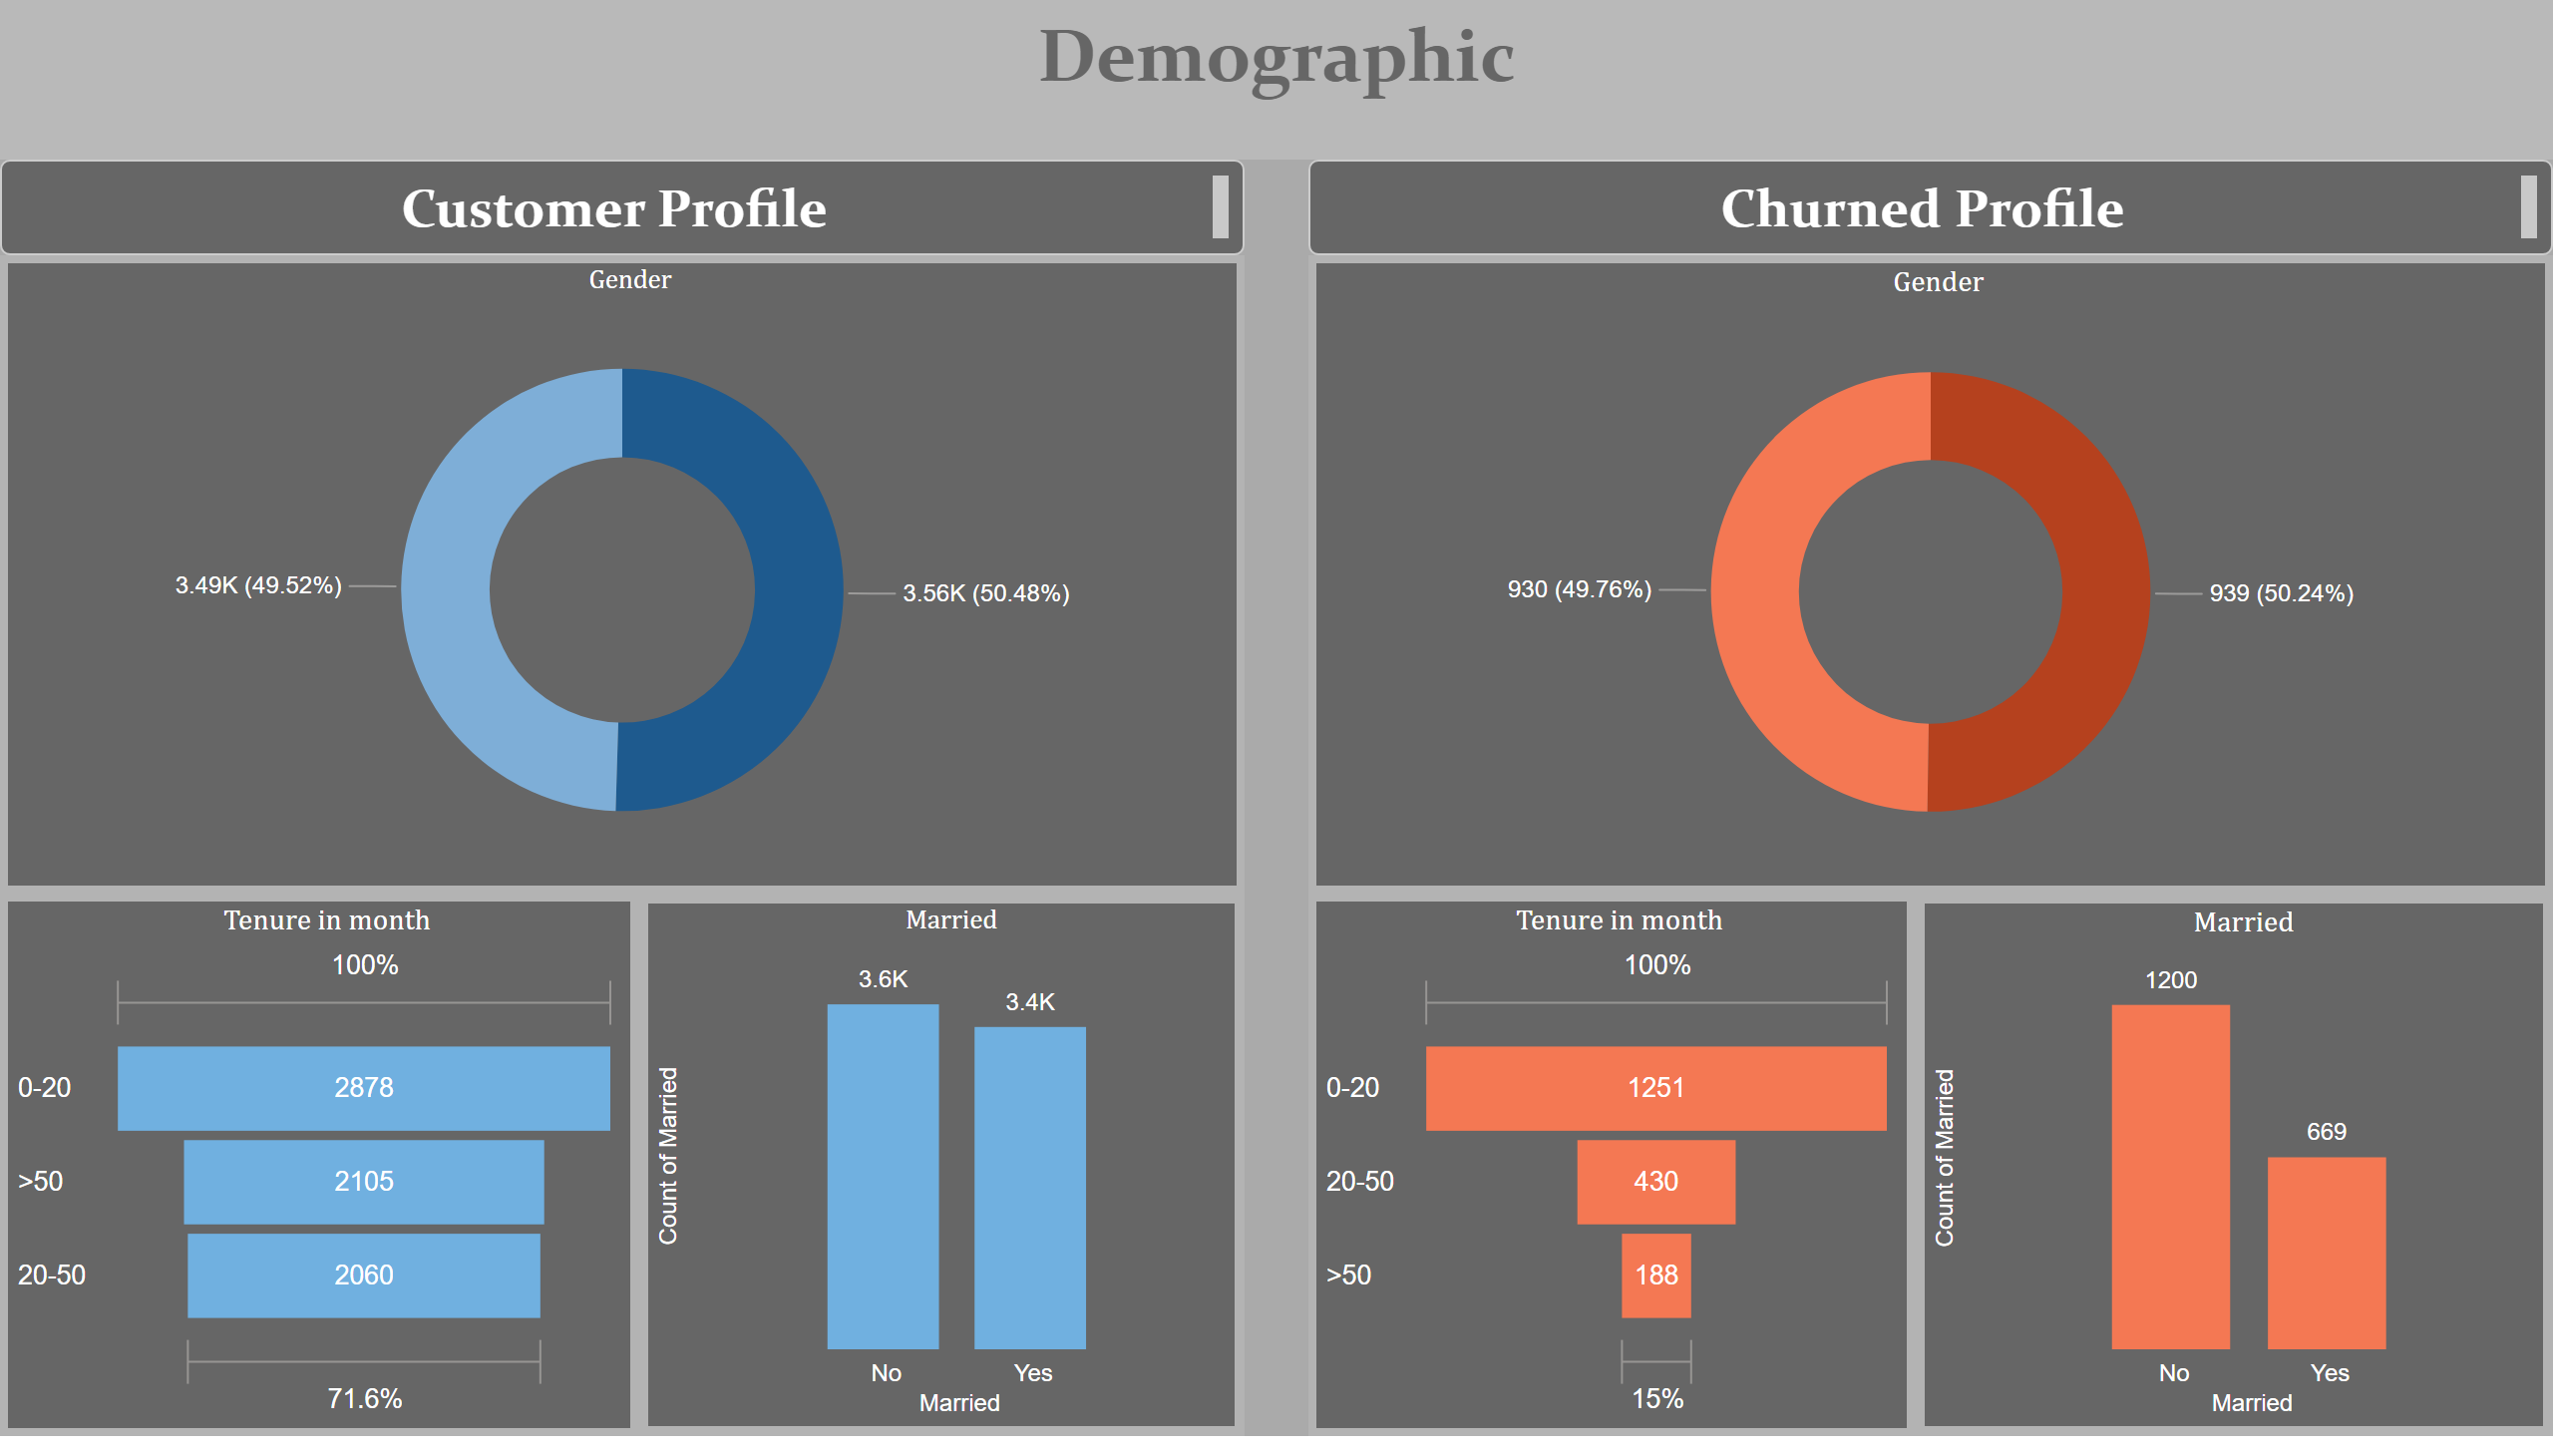 Demographic
Customer Profile
Gender
3.49K (49.52%)
3.56K (50.48%)
Tenure in month
100%
0-20
2878
>50
2105
20-50
2060
71.6%
Married
3.6K
3.4K
Count of Married
No
Yes
Married
Churned Profile
Gender
930 (49.76%)
939 (50.24%)
Tenure in month
100%
0-20
1251
20-50
430
>50
188
15%
Married
1200
669
Count of Married
No
Yes
Married